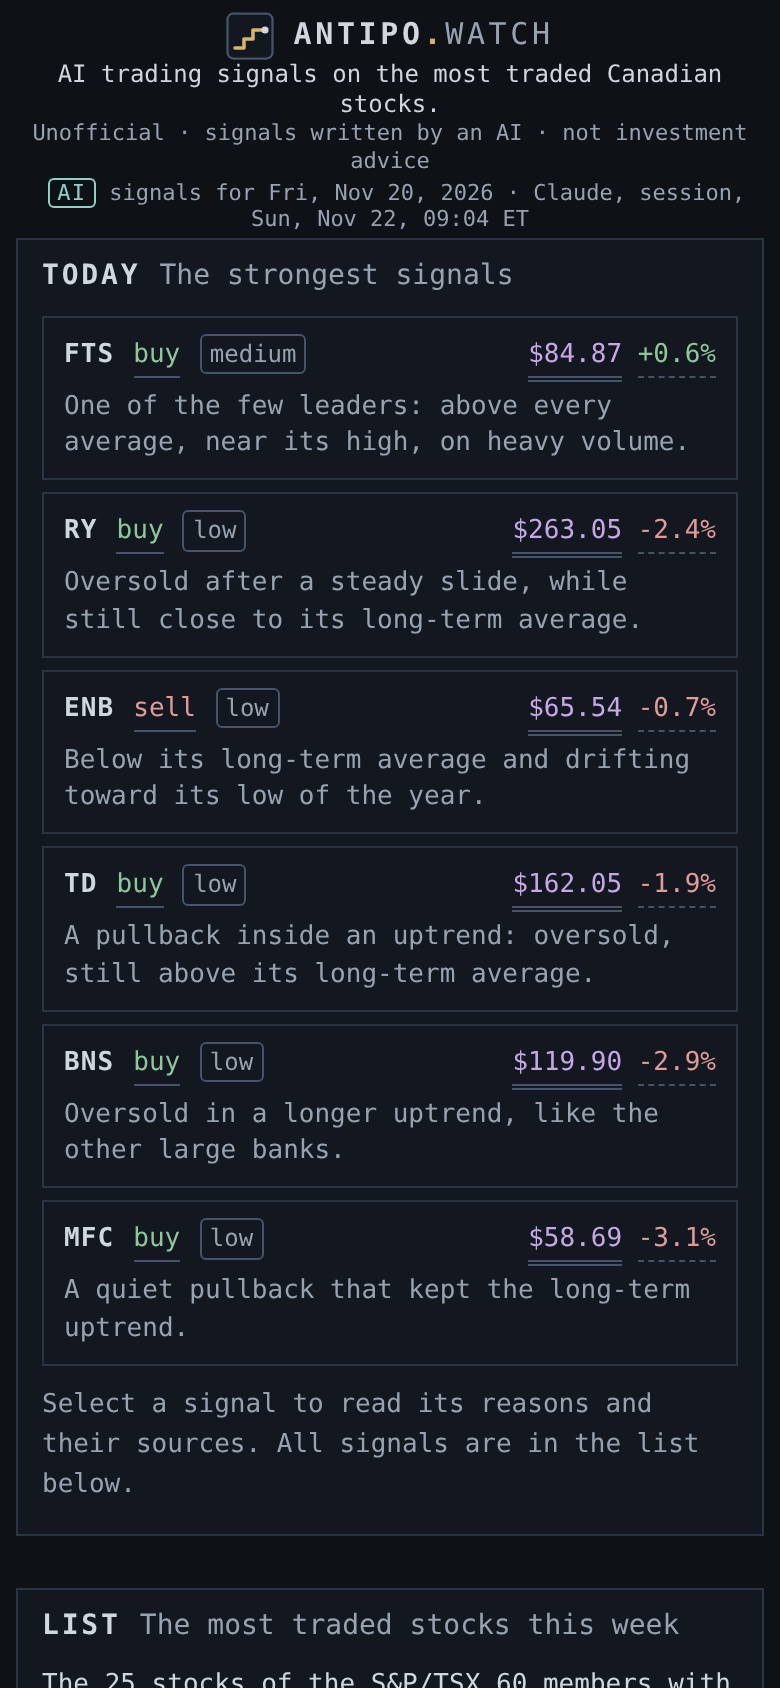 ANTIPO.WATCH
AI trading signals on the most traded Canadian
stocks.
Unofficial · signals written by an AI · not investment
advice
AI signals for Fri, Nov 20, 2026 · Claude, session,
Sun, Nov 22, 09:04 ET
TODAY The strongest signals
FTS buy medium $84.87 +0.6%
One of the few leaders: above every
average, near its high, on heavy volume.
RY buy low $263.05 -2.4%
Oversold after a steady slide, while
still close to its long-term average.
ENB sell low $65.54 -0.7%
Below its long-term average and drifting
toward its low of the year.
TD buy low $162.05 -1.9%
A pullback inside an uptrend: oversold,
still above its long-term average.
BNS buy low $119.90 -2.9%
Oversold in a longer uptrend, like the
other large banks.
MFC buy low $58.69 -3.1%
A quiet pullback that kept the long-term
uptrend.
Select a signal to read its reasons and
their sources. All signals are in the list
below.
LIST The most traded stocks this week
The 25 stocks of the S&P/TSX 60 members with